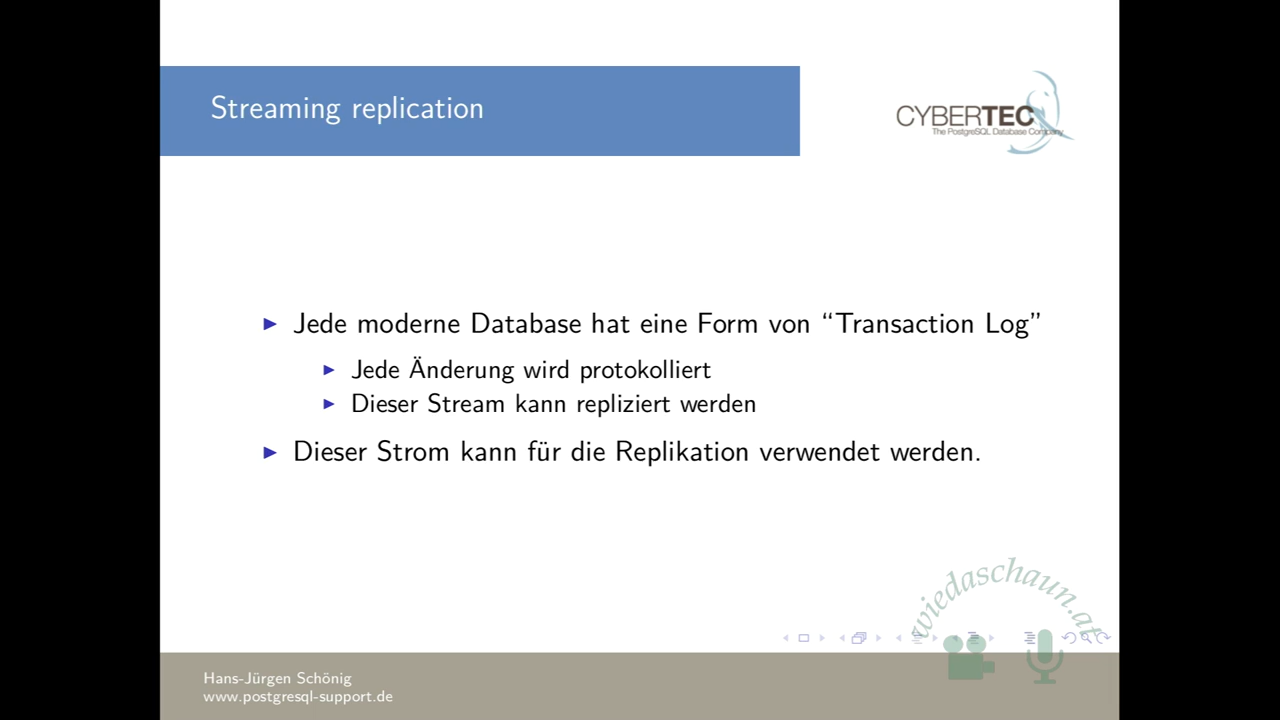 Streaming replication
CYBERTEC
The PostgreSQL Database Company
Jede moderne Database hat eine Form von “Transaction Log”
Jede Änderung wird protokolliert
Dieser Stream kann repliziert werden
Dieser Strom kann für die Replikation verwendet werden.
wiedaschaun.at
Hans-Jürgen Schönig
www.postgresql-support.de